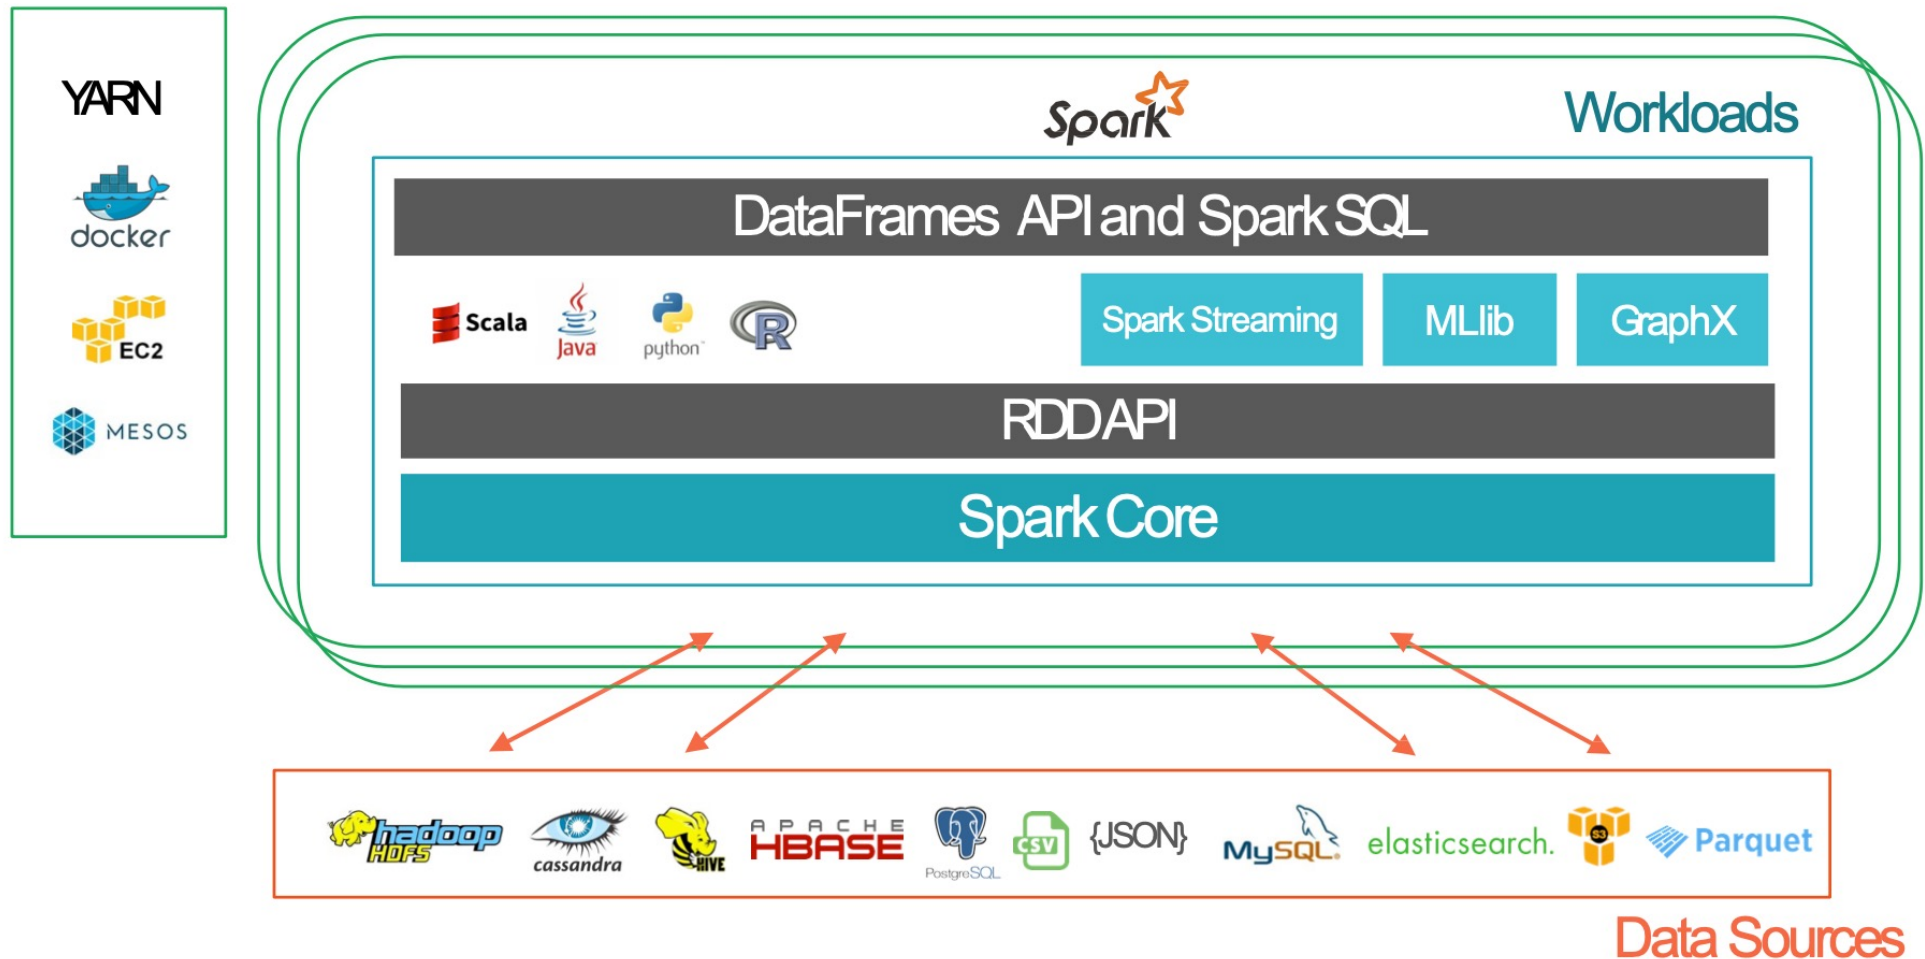 YARN
docker
EC2
MESOS
Spark
Workloads
DataFrames API and Spark SQL
Scala
Java
python
R
Spark Streaming
MLlib
GraphX
RDD API
Spark Core
hadoop
HDFS
cassandra
HIVE
APACHE
HBASE
PostgreSQL
CSV
{JSON}
MySQL
elasticsearch.
S3
Parquet
Data Sources